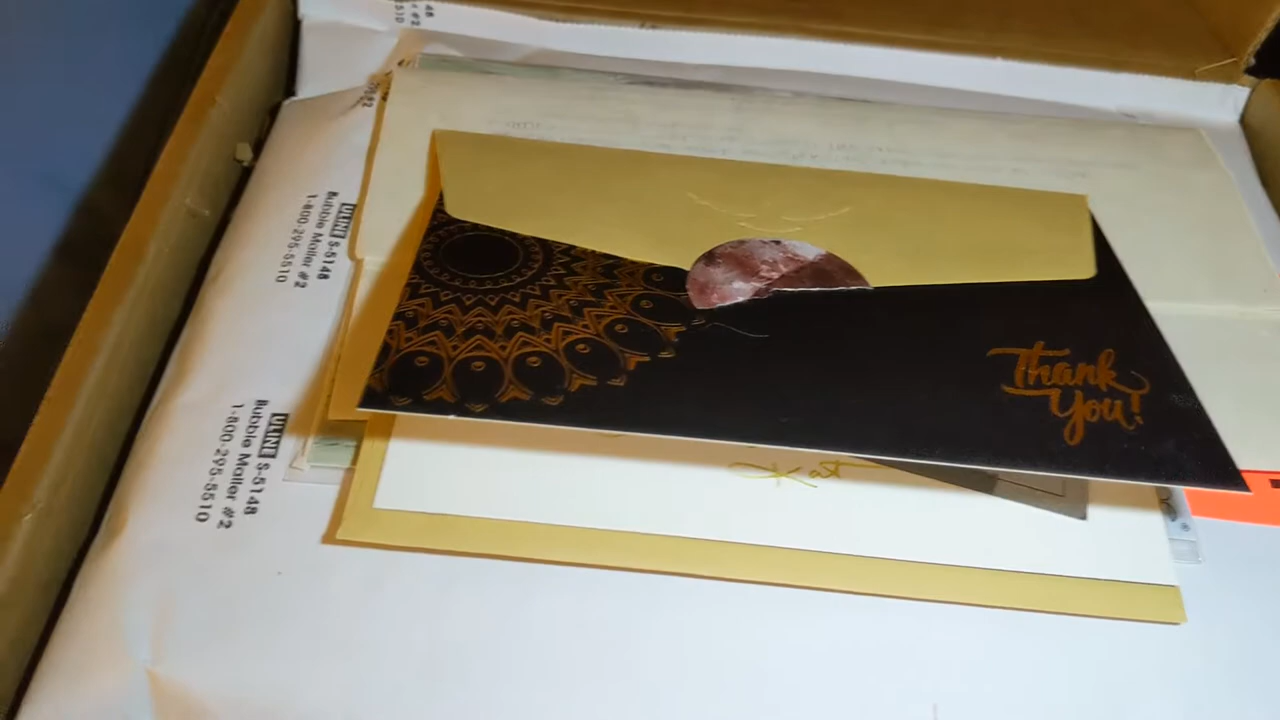 ULINE S-5148
Bubble Mailer #2
1-800-295-5510
ULINE S-5148
Bubble Mailer #2
1-800-295-5510
Thank
You!
Kat